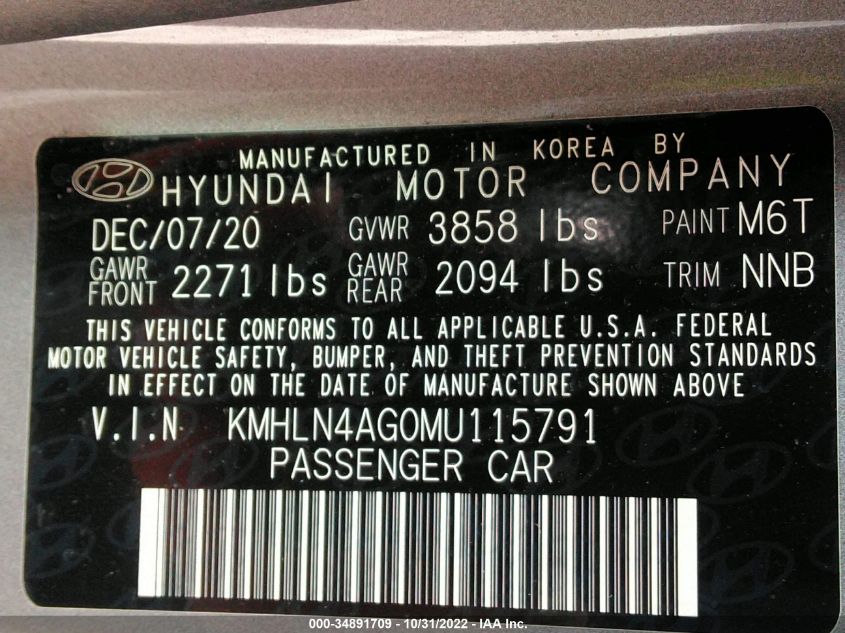 MANUFACTURED IN KOREA BY
HYUNDAI MOTOR COMPANY
DEC/07/20 GVWR 3858 lbs PAINT M6T
GAWR FRONT 2271 lbs GAWR REAR 2094 lbs TRIM NNB
THIS VEHICLE CONFORMS TO ALL APPLICABLE U.S.A. FEDERAL
MOTOR VEHICLE SAFETY, BUMPER, AND THEFT PREVENTION STANDARDS
IN EFFECT ON THE DATE OF MANUFACTURE SHOWN ABOVE
V.I.N KMHLN4AG0MU115791
PASSENGER CAR
000-34891709 - 10/31/2022 - IAA Inc.